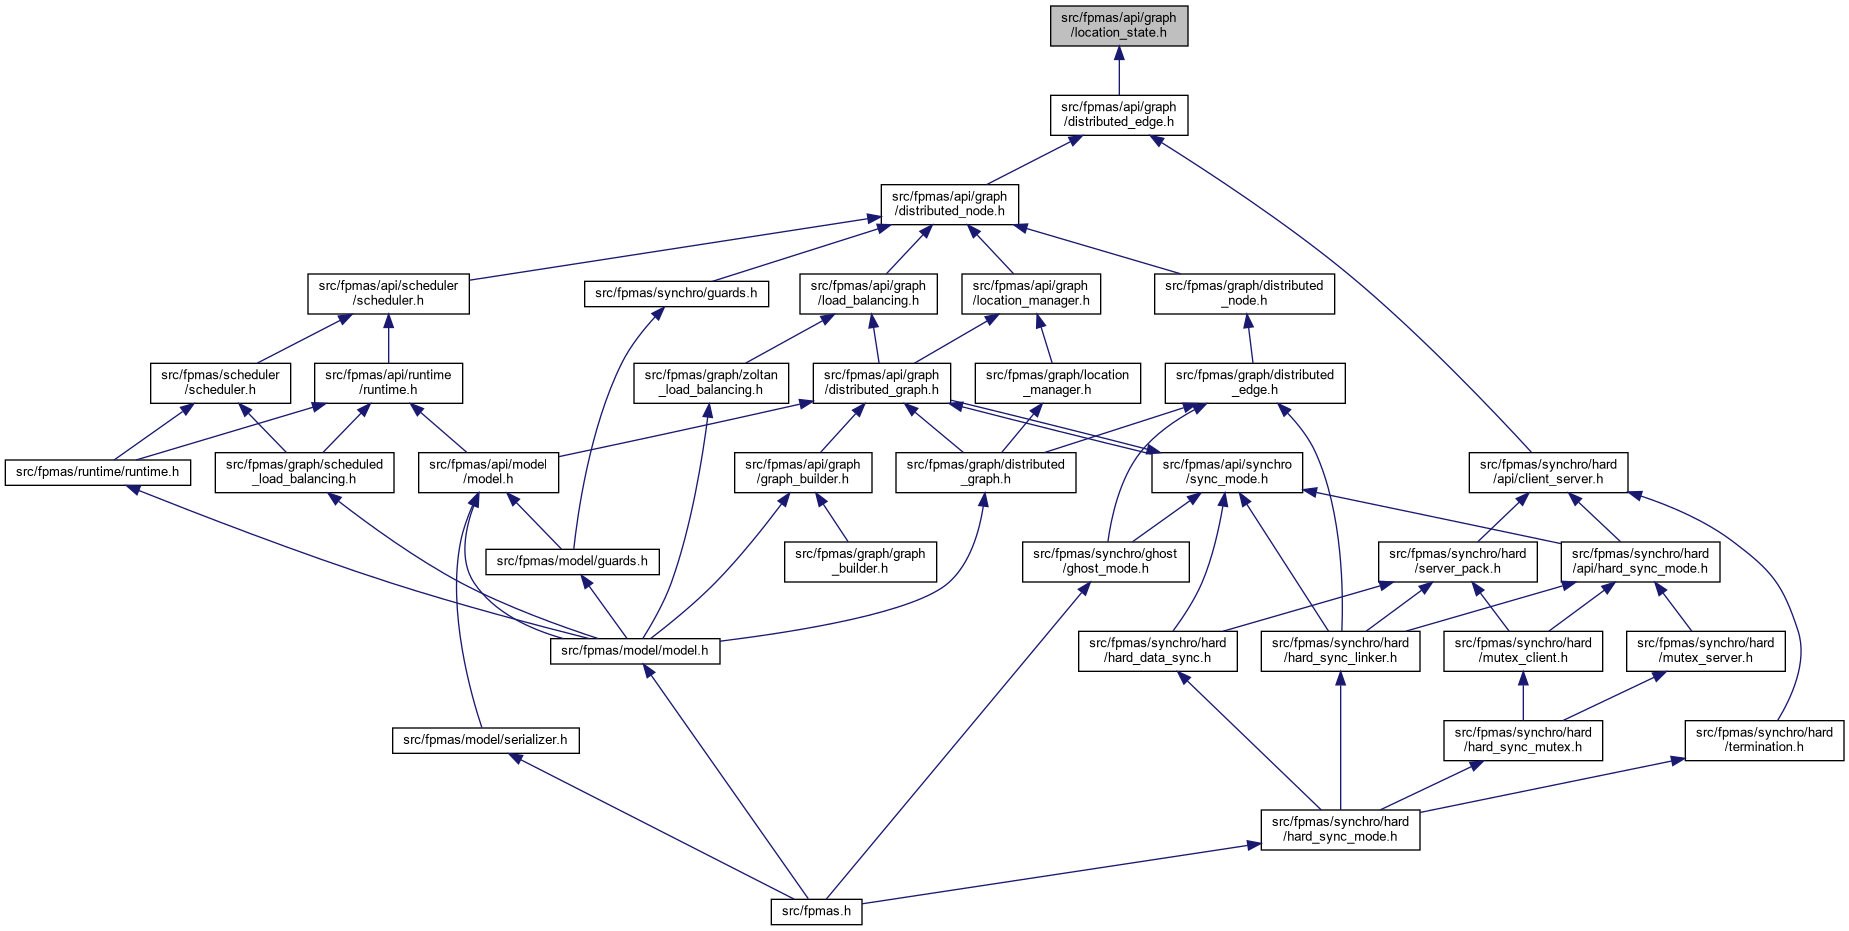 src/fpmas/api/graph
/location_state.h
src/fpmas/api/graph
/distributed_edge.h
src/fpmas/api/graph
/distributed_node.h
src/fpmas/api/scheduler
/scheduler.h
src/fpmas/synchro/guards.h
src/fpmas/api/graph
/load_balancing.h
src/fpmas/api/graph
/location_manager.h
src/fpmas/graph/distributed
_node.h
src/fpmas/scheduler
/scheduler.h
src/fpmas/api/runtime
/runtime.h
src/fpmas/graph/zoltan
_load_balancing.h
src/fpmas/api/graph
/distributed_graph.h
src/fpmas/graph/location
_manager.h
src/fpmas/graph/distributed
_edge.h
src/fpmas/runtime/runtime.h
src/fpmas/graph/scheduled
_load_balancing.h
src/fpmas/api/model
/model.h
src/fpmas/api/graph
/graph_builder.h
src/fpmas/graph/distributed
_graph.h
src/fpmas/api/synchro
/sync_mode.h
src/fpmas/synchro/hard
/api/client_server.h
src/fpmas/model/guards.h
src/fpmas/graph/graph
_builder.h
src/fpmas/synchro/ghost
/ghost_mode.h
src/fpmas/synchro/hard
/server_pack.h
src/fpmas/synchro/hard
/api/hard_sync_mode.h
src/fpmas/model/model.h
src/fpmas/synchro/hard
/hard_data_sync.h
src/fpmas/synchro/hard
/hard_sync_linker.h
src/fpmas/synchro/hard
/mutex_client.h
src/fpmas/synchro/hard
/mutex_server.h
src/fpmas/model/serializer.h
src/fpmas/synchro/hard
/hard_sync_mutex.h
src/fpmas/synchro/hard
/termination.h
src/fpmas/synchro/hard
/hard_sync_mode.h
src/fpmas.h